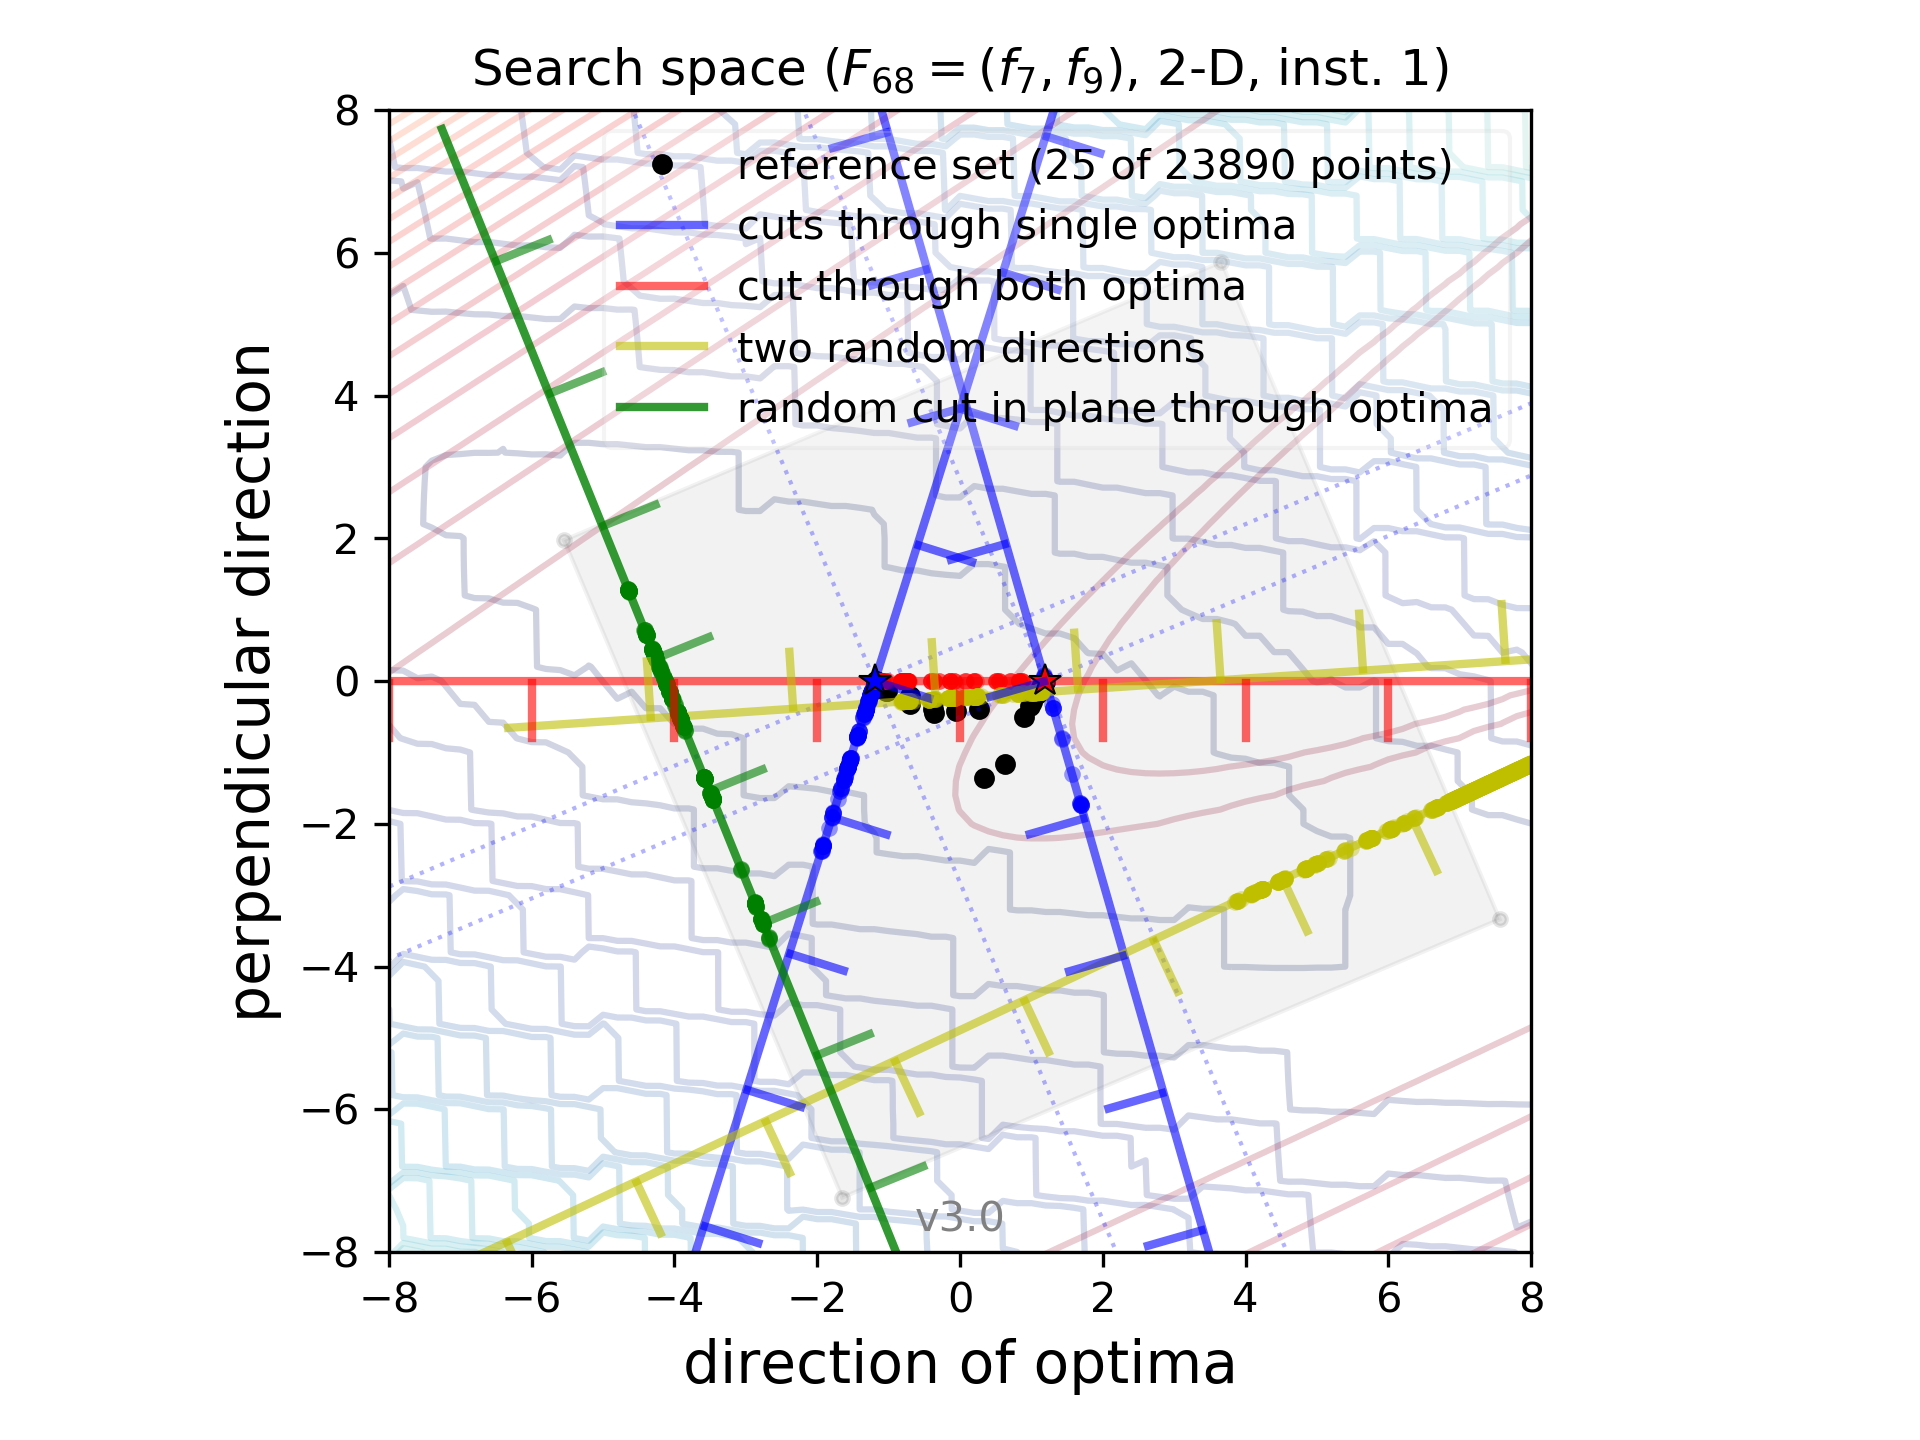 Search space (F₆₈ = (f₇, f₉), 2-D, inst. 1)
reference set (25 of 23890 points)
cuts through single optima
cut through both optima
two random directions
random cut in plane through optima
8
6
4
2
0
−2
−4
−6
−8
perpendicular direction
v3.0
−8 −6 −4 −2 0 2 4 6 8
direction of optima